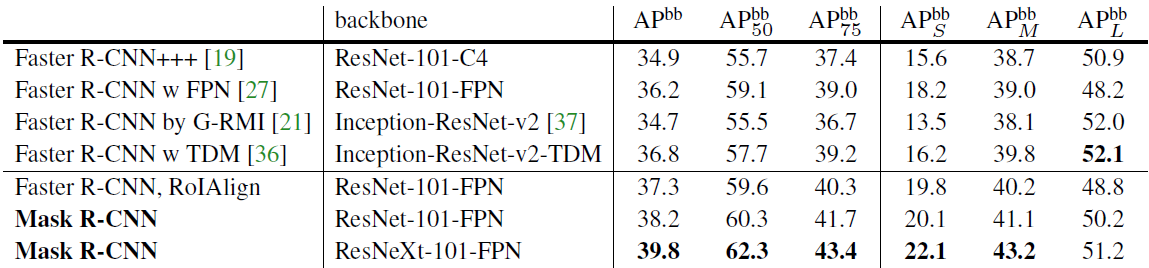 backbone AP^bb AP^bb_50 AP^bb_75 AP^bb_S AP^bb_M AP^bb_L
Faster R-CNN+++ [19] ResNet-101-C4 34.9 55.7 37.4 15.6 38.7 50.9
Faster R-CNN w FPN [27] ResNet-101-FPN 36.2 59.1 39.0 18.2 39.0 48.2
Faster R-CNN by G-RMI [21] Inception-ResNet-v2 [37] 34.7 55.5 36.7 13.5 38.1 52.0
Faster R-CNN w TDM [36] Inception-ResNet-v2-TDM 36.8 57.7 39.2 16.2 39.8 52.1
Faster R-CNN, RoIAlign ResNet-101-FPN 37.3 59.6 40.3 19.8 40.2 48.8
Mask R-CNN ResNet-101-FPN 38.2 60.3 41.7 20.1 41.1 50.2
Mask R-CNN ResNeXt-101-FPN 39.8 62.3 43.4 22.1 43.2 51.2